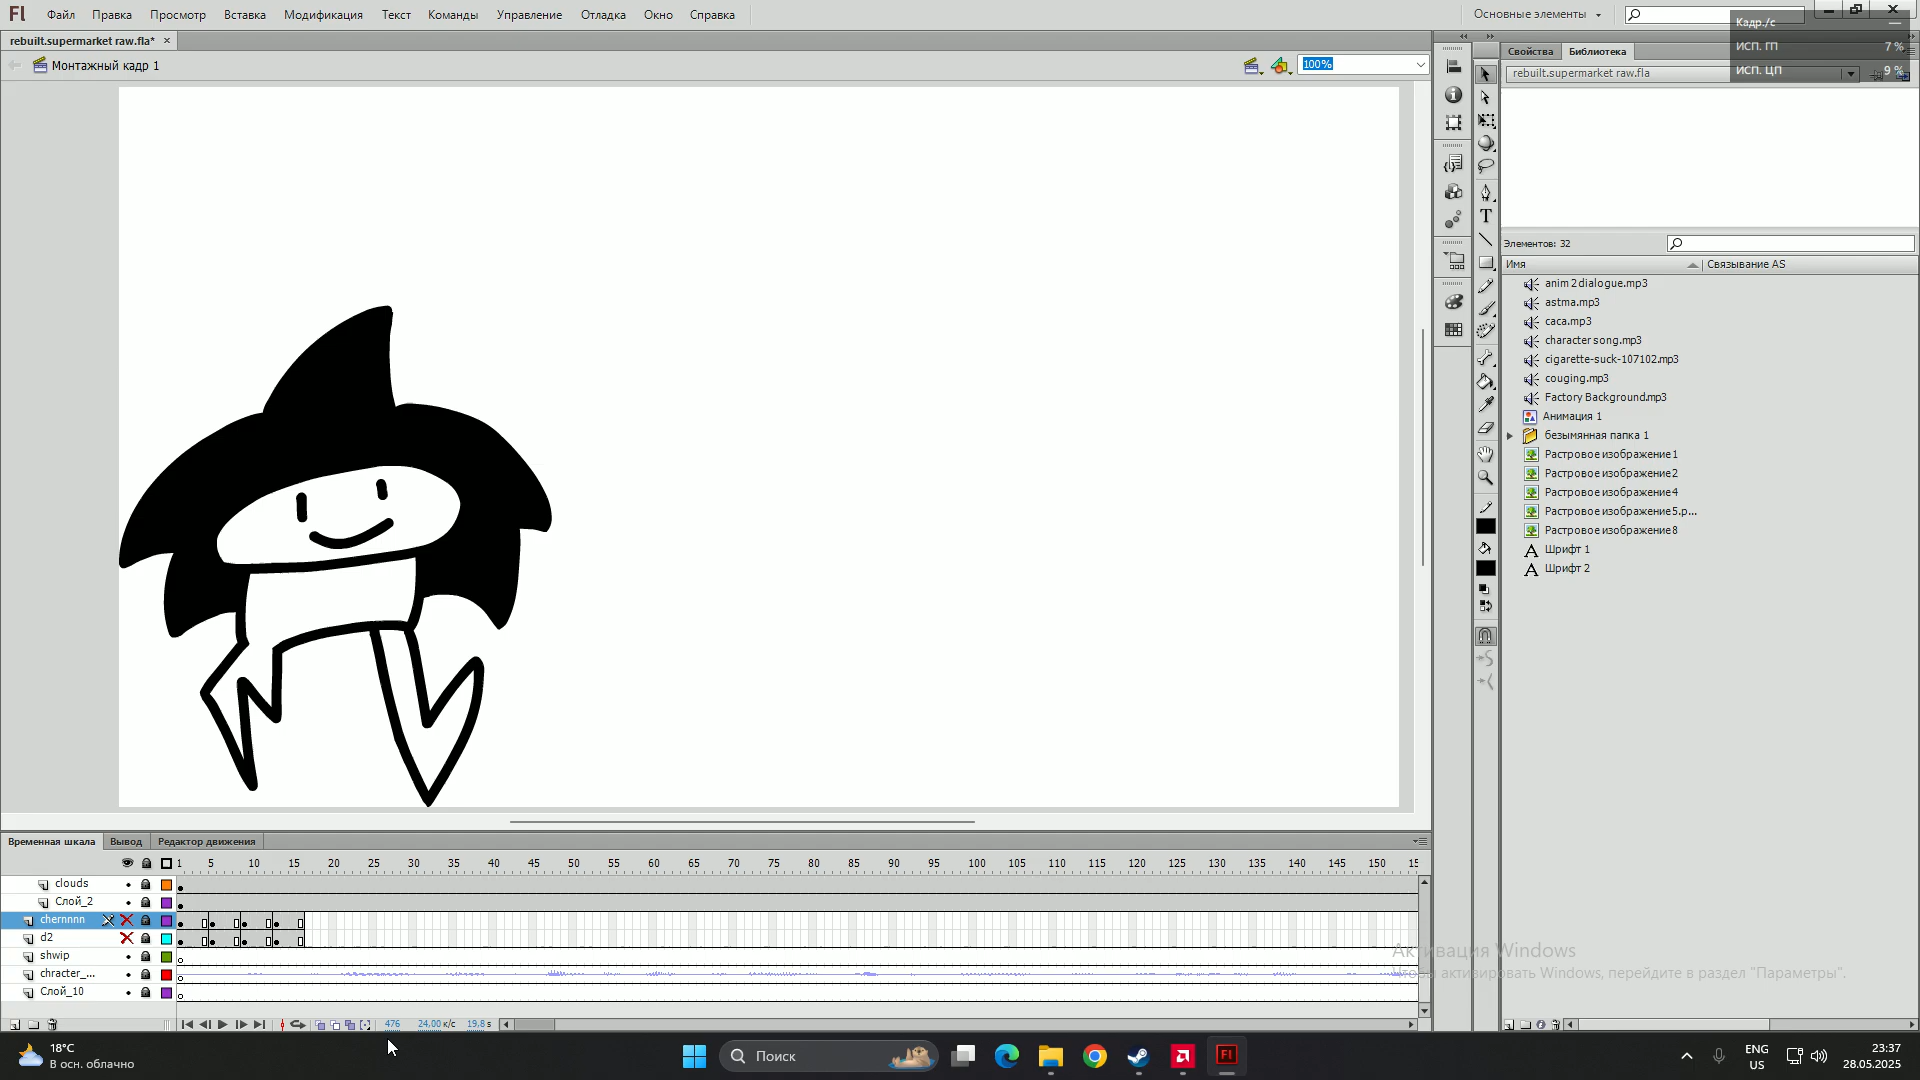 Fl Файл Правка Просмотр Вставка Модификация Текст Команды Управление Отладка Окно Справка Основные элементы
Кадр./с —
ИСП. ГП 7 %
ИСП. ЦП 9 %
rebuilt.supermarket raw.fla* ×
Монтажный кадр 1 100%
Свойства Библиотека
rebuilt.supermarket raw.fla
Элементов: 32
Имя Связывание AS
anim 2 dialogue.mp3
astma.mp3
caca.mp3
character song.mp3
cigarette-suck-107102.mp3
couging.mp3
Factory Background.mp3
Анимация 1
безымянная папка 1
Растровое изображение 1
Растровое изображение 2
Растровое изображение 4
Растровое изображение 5.p...
Растровое изображение 8
Шрифт 1
Шрифт 2
Временная шкала Вывод Редактор движения
1 5 10 15 20 25 30 35 40 45 50 55 60 65 70 75 80 85 90 95 100 105 110 115 120 125 130 135 140 145 150 15
clouds
Слой_2
chernnnn
d2
shwip
chracter_...
Слой_10
476 24,00 к/с 19,8 s
Активация Windows
Чтобы активировать Windows, перейдите в раздел "Параметры".
18°C
В осн. облачно
Поиск
Fl
ENG
US
23:37
28.05.2025